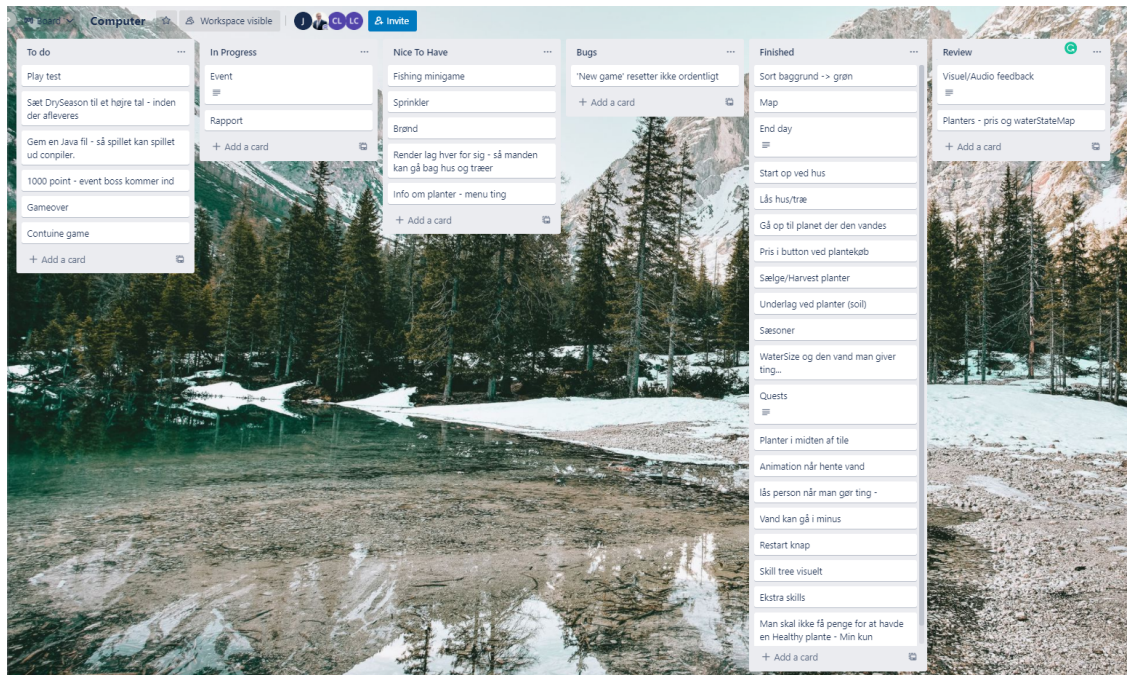 Board
Computer
Workspace visible
J
CL
LC
Invite
To do
Play test
Sæt DrySeason til et højre tal - inden
der afleveres
Gem en Java fil - så spillet kan spillet
ud conpiler.
1000 point - event boss kommer ind
Gameover
Contuine game
+ Add a card
In Progress
Event
Rapport
+ Add a card
Nice To Have
Fishing minigame
Sprinkler
Brønd
Render lag hver for sig - så manden
kan gå bag hus og træer
Info om planter - menu ting
+ Add a card
Bugs
'New game' resetter ikke ordentligt
+ Add a card
Finished
Sort baggrund -> grøn
Map
End day
Start op ved hus
Lås hus/træ
Gå op til planet der den vandes
Pris i button ved plantekøb
Sælge/Harvest planter
Underlag ved planter (soil)
Sæsoner
WaterSize og den vand man giver
ting...
Quests
Planter i midten af tile
Animation når hente vand
lås person når man gør ting -
Vand kan gå i minus
Restart knap
Skill tree visuelt
Ekstra skills
Man skal ikke få penge for at havde
en Healthy plante - Min kun
+ Add a card
Review
Visuel/Audio feedback
Planters - pris og waterStateMap
+ Add a card